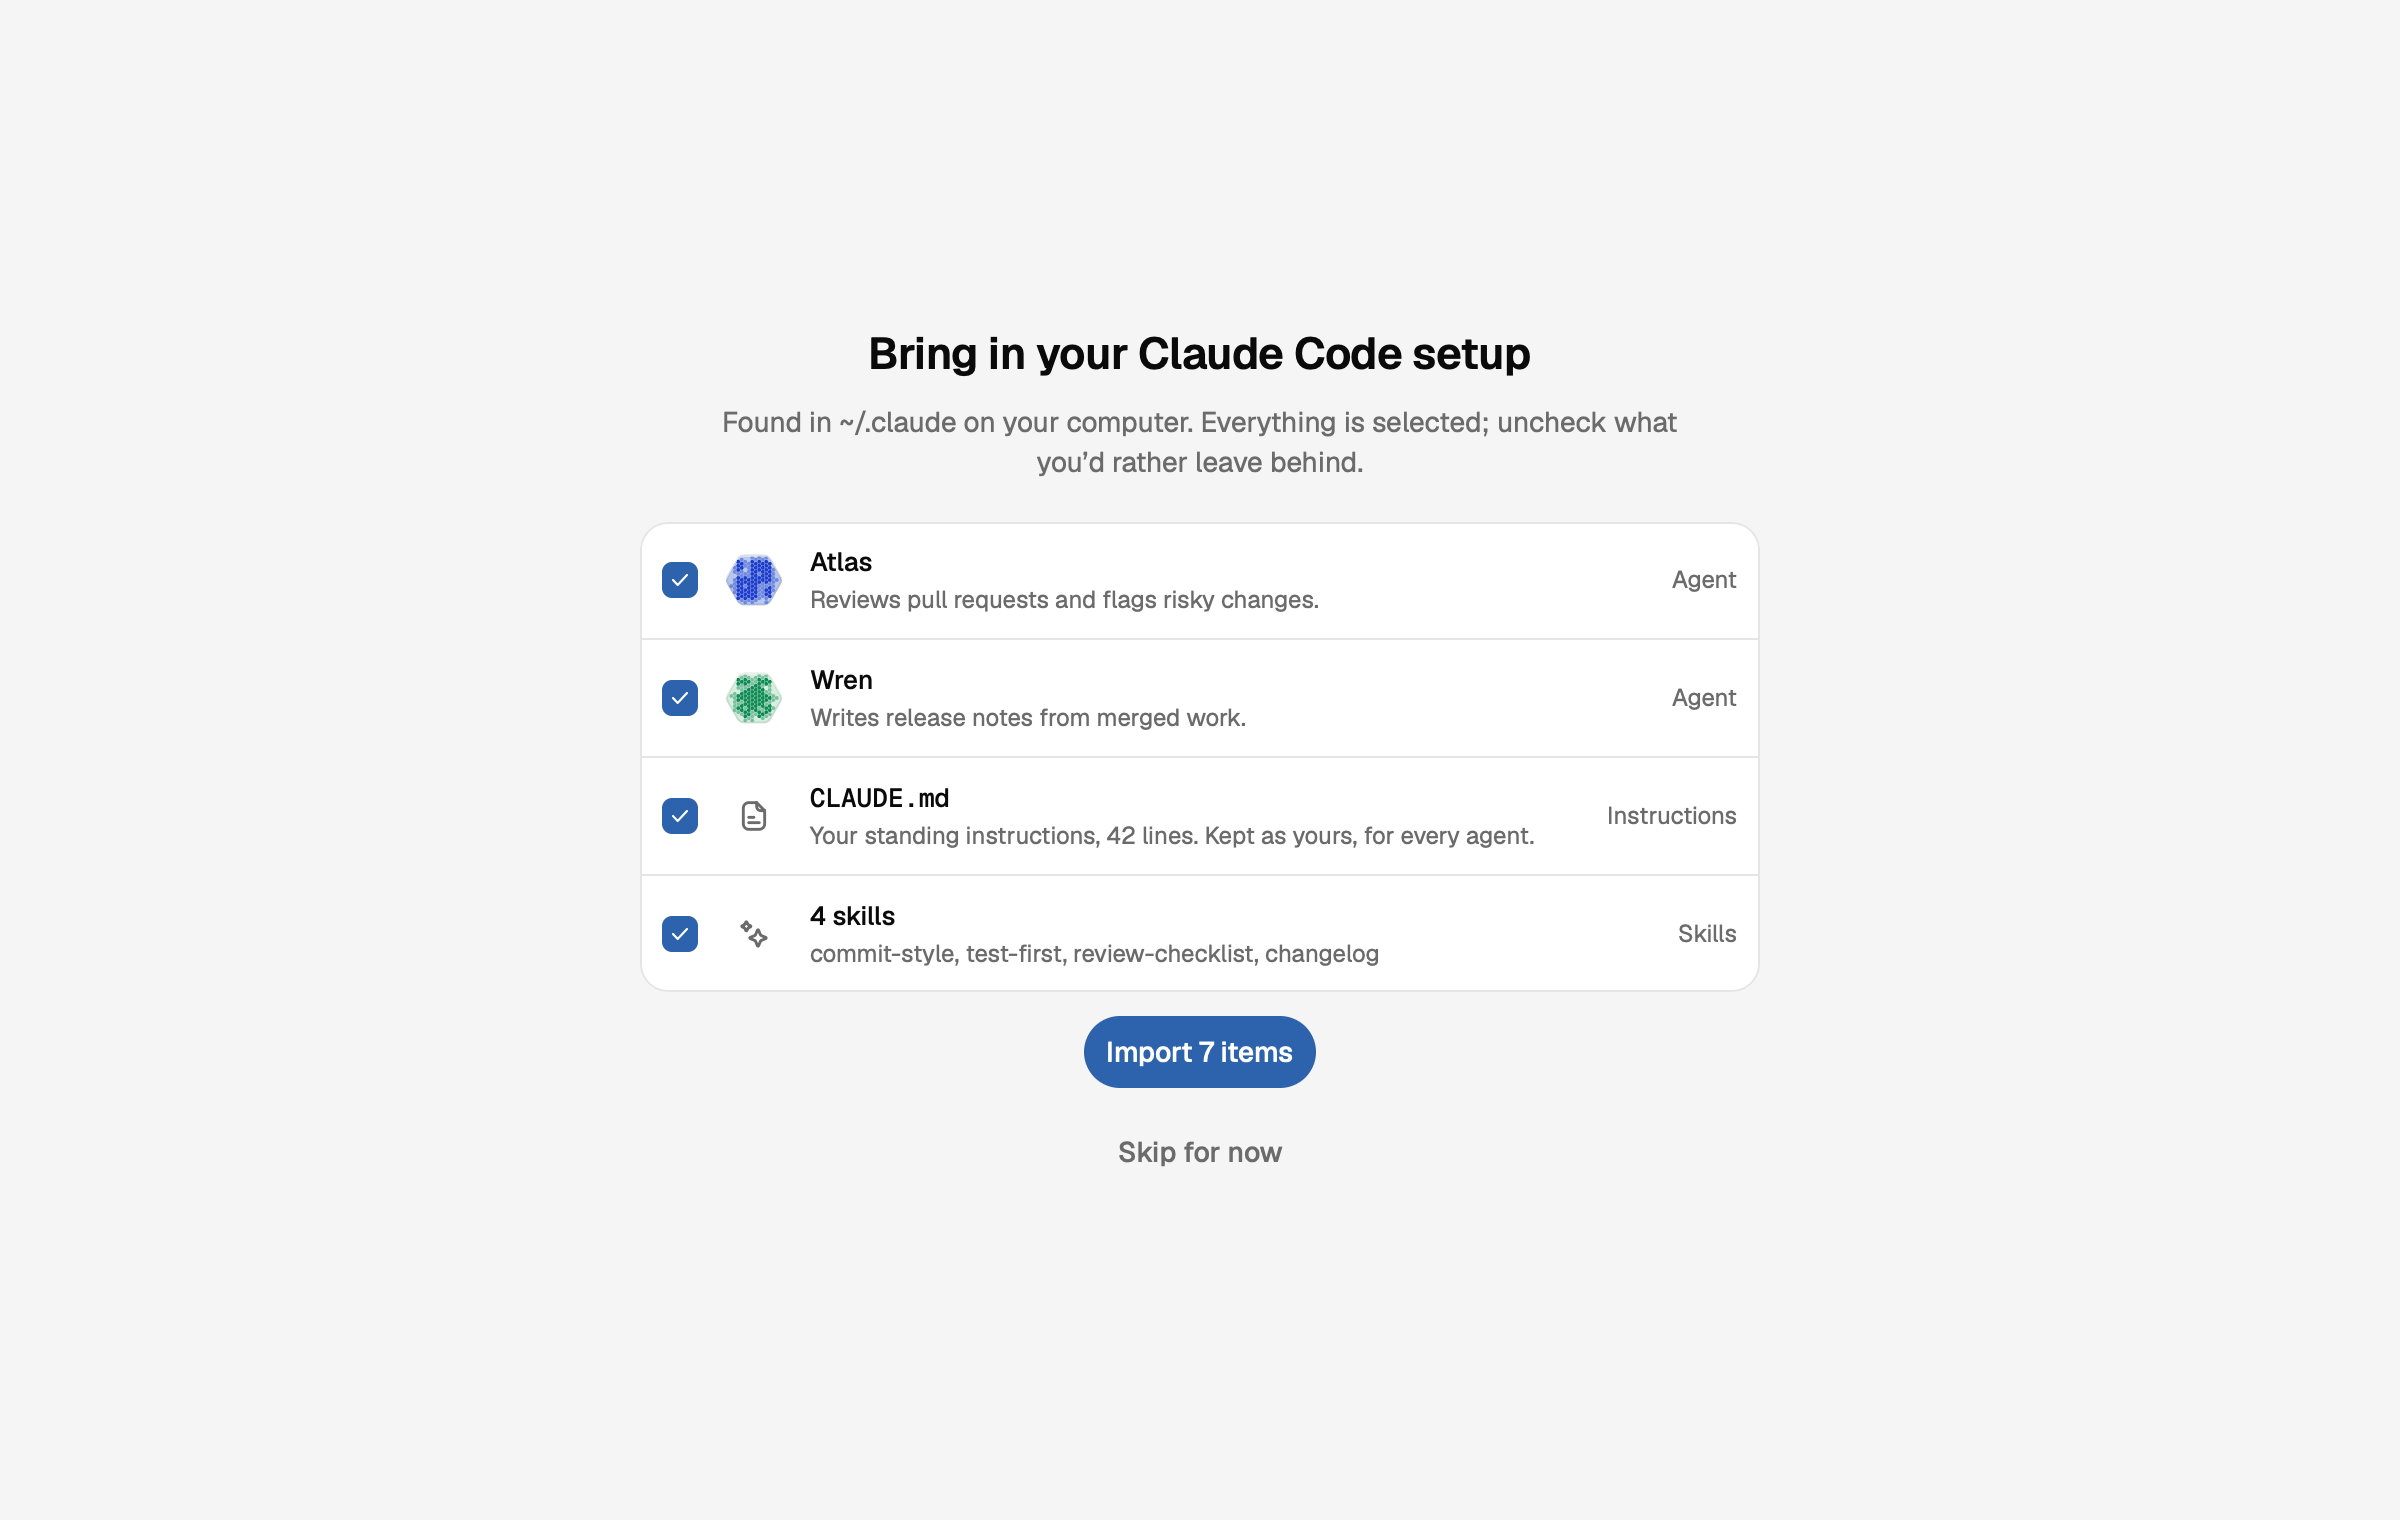 Bring in your Claude Code setup
Found in ~/.claude on your computer. Everything is selected; uncheck what
you’d rather leave behind.
Atlas
Reviews pull requests and flags risky changes.
Agent
Wren
Writes release notes from merged work.
Agent
CLAUDE.md
Your standing instructions, 42 lines. Kept as yours, for every agent.
Instructions
4 skills
commit-style, test-first, review-checklist, changelog
Skills
Import 7 items
Skip for now